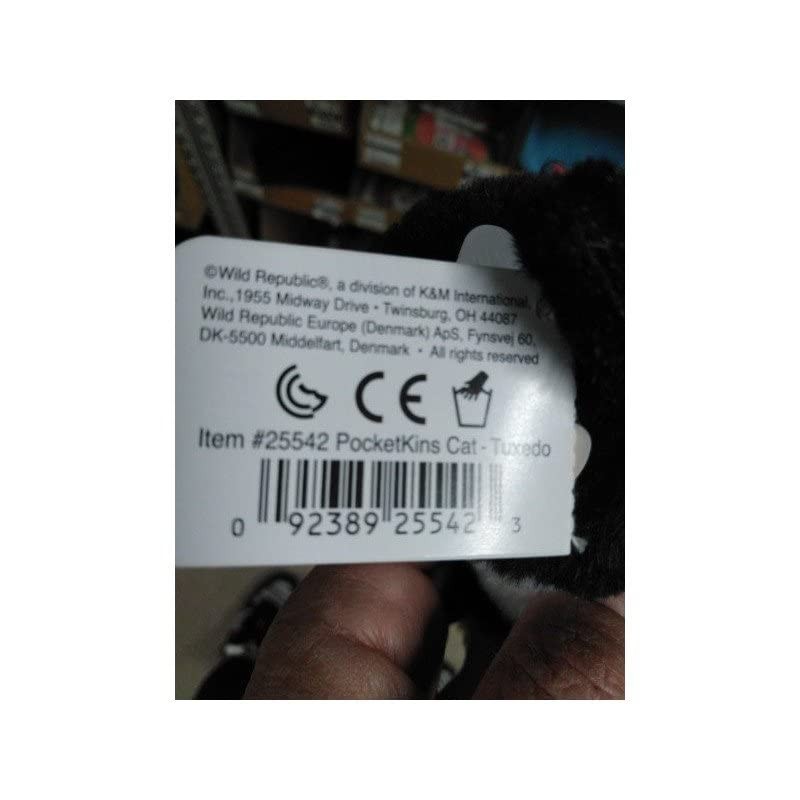 ©Wild Republic®, a division of K&M International,
Inc.,1955 Midway Drive • Twinsburg, OH 44087
Wild Republic Europe (Denmark) ApS, Fynsvej 60,
DK-5500 Middelfart, Denmark • All rights reserved
CE
Item #25542 PocketKins Cat - Tuxedo
0 92389 25542 3